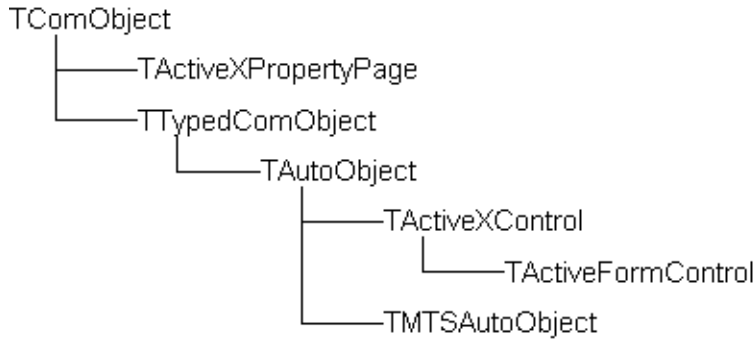 TComObject
TActiveXPropertyPage
TTypedComObject
TAutoObject
TActiveXControl
TActiveFormControl
TMTSAutoObject